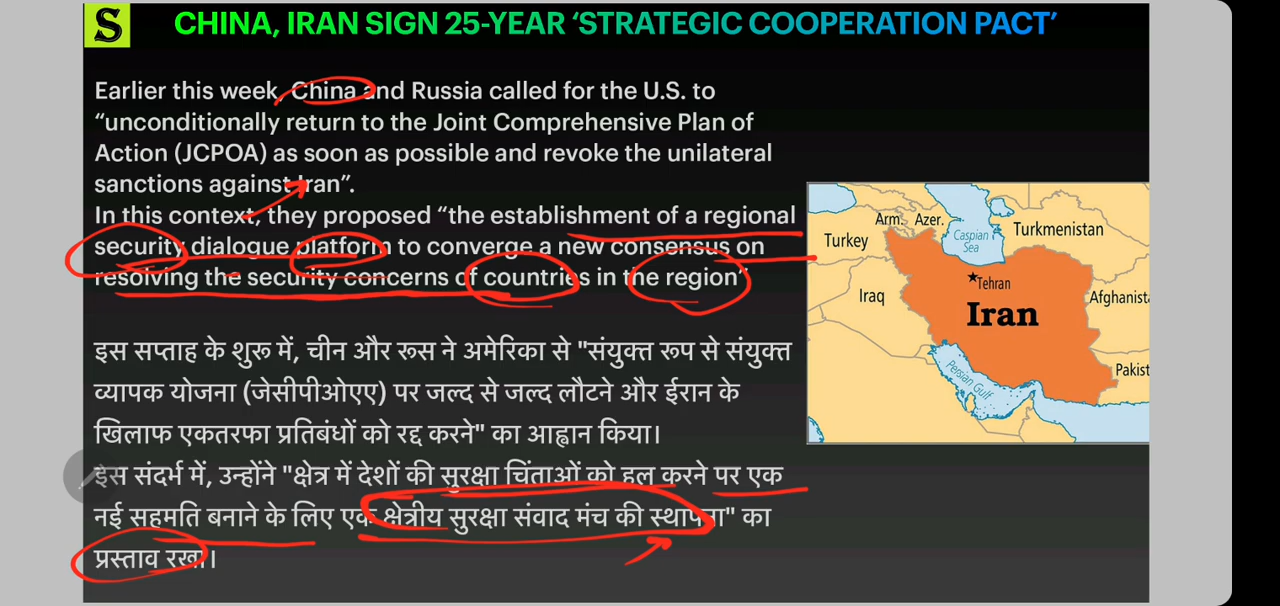 S CHINA, IRAN SIGN 25-YEAR ‘STRATEGIC COOPERATION PACT’
Earlier this week, China and Russia called for the U.S. to
“unconditionally return to the Joint Comprehensive Plan of
Action (JCPOA) as soon as possible and revoke the unilateral
sanctions against Iran”.
In this context, they proposed “the establishment of a regional
security dialogue platform to converge a new consensus on
resolving the security concerns of countries in the region”
इस सप्ताह के शुरू में, चीन और रूस ने अमेरिका से "संयुक्त रूप से संयुक्त
व्यापक योजना (जेसीपीओएए) पर जल्द से जल्द लौटने और ईरान के
खिलाफ एकतरफा प्रतिबंधों को रद्द करने" का आह्वान किया।
इस संदर्भ में, उन्होंने "क्षेत्र में देशों की सुरक्षा चिंताओं को हल करने पर एक
नई सहमति बनाने के लिए एक क्षेत्रीय सुरक्षा संवाद मंच की स्थापना" का
प्रस्ताव रखा।
Arm. Azer.
Caspian
Sea
Turkmenistan
Turkey
Tehran
Iraq
Afghanist
Iran
Persian Gulf
Pakist